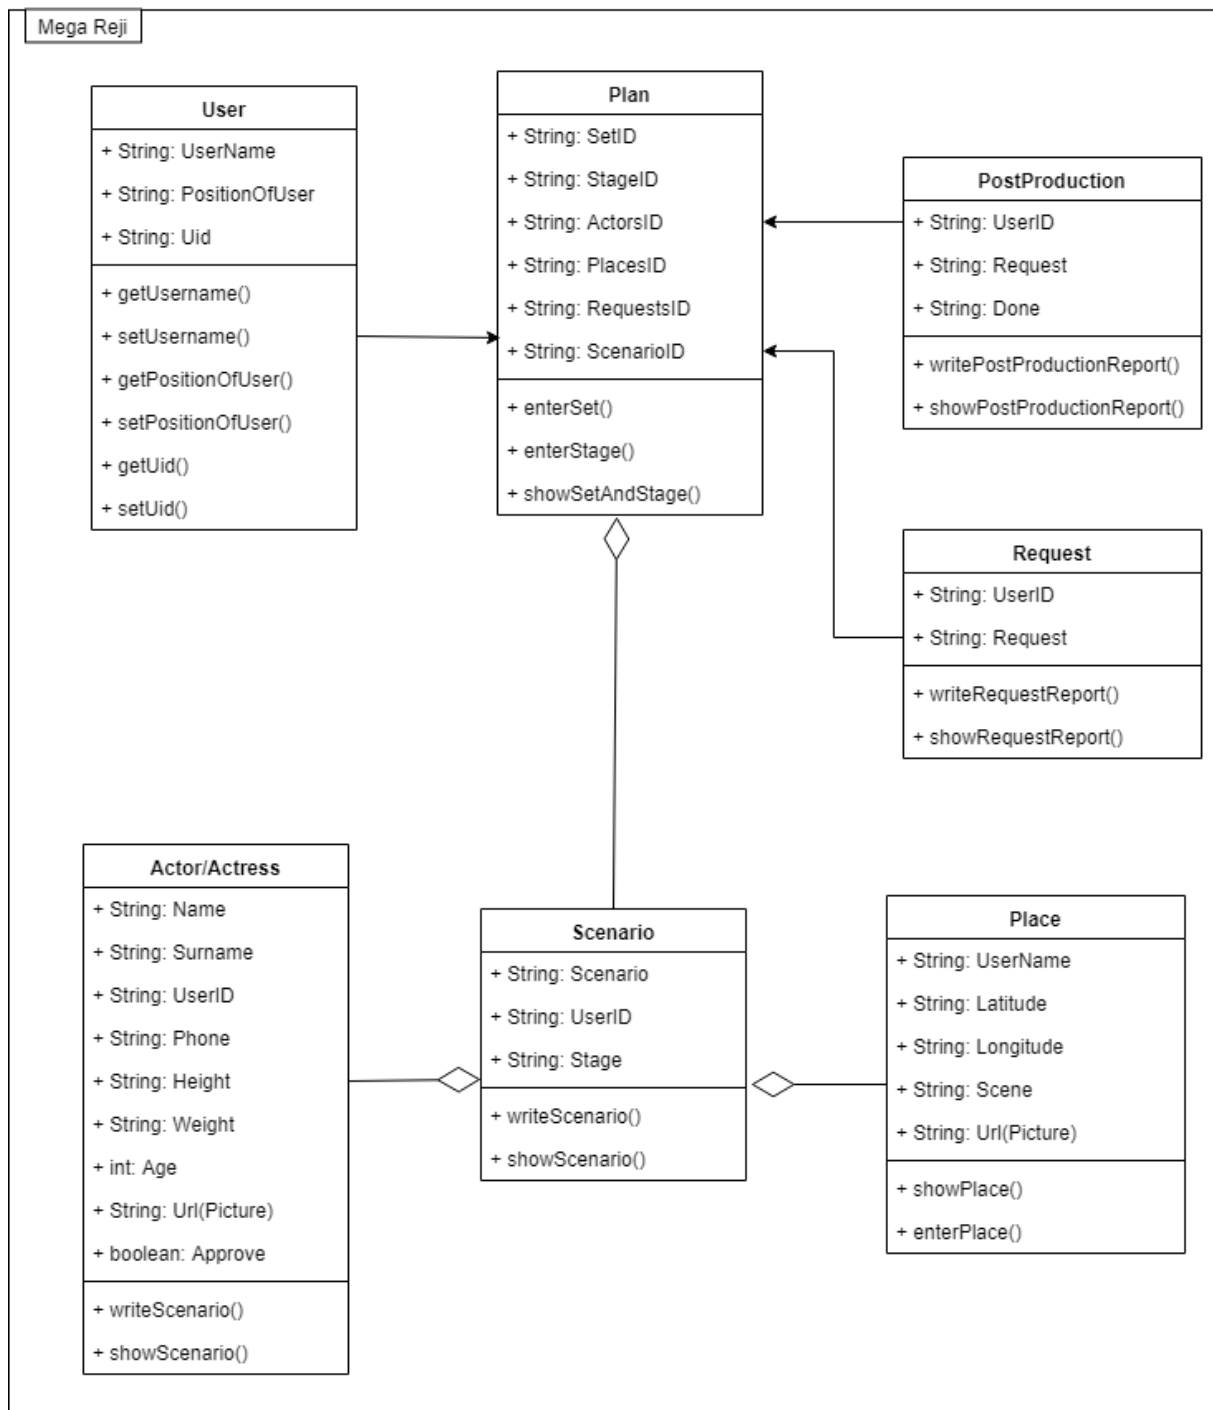 Mega Reji
User
+ String: UserName
+ String: PositionOfUser
+ String: Uid
+ getUsername()
+ setUsername()
+ getPositionOfUser()
+ setPositionOfUser()
+ getUid()
+ setUid()
Plan
+ String: SetID
+ String: StageID
+ String: ActorsID
+ String: PlacesID
+ String: RequestsID
+ String: ScenarioID
+ enterSet()
+ enterStage()
+ showSetAndStage()
PostProduction
+ String: UserID
+ String: Request
+ String: Done
+ writePostProductionReport()
+ showPostProductionReport()
Request
+ String: UserID
+ String: Request
+ writeRequestReport()
+ showRequestReport()
Actor/Actress
+ String: Name
+ String: Surname
+ String: UserID
+ String: Phone
+ String: Height
+ String: Weight
+ int: Age
+ String: Url(Picture)
+ boolean: Approve
+ writeScenario()
+ showScenario()
Scenario
+ String: Scenario
+ String: UserID
+ String: Stage
+ writeScenario()
+ showScenario()
Place
+ String: UserName
+ String: Latitude
+ String: Longitude
+ String: Scene
+ String: Url(Picture)
+ showPlace()
+ enterPlace()